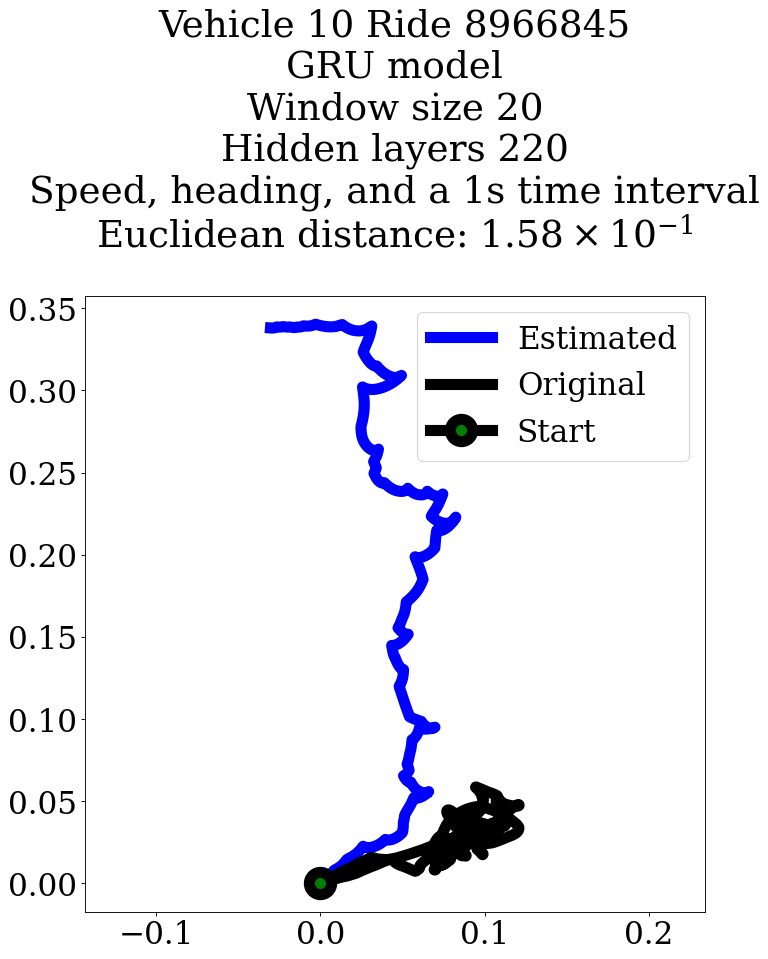 Vehicle 10 Ride 8966845
GRU model
Window size 20
Hidden layers 220
Speed, heading, and a 1s time interval
Euclidean distance: 1.58 × 10⁻¹
0.35
0.30
0.25
0.20
0.15
0.10
0.05
0.00
Estimated
Original
Start
−0.1 0.0 0.1 0.2